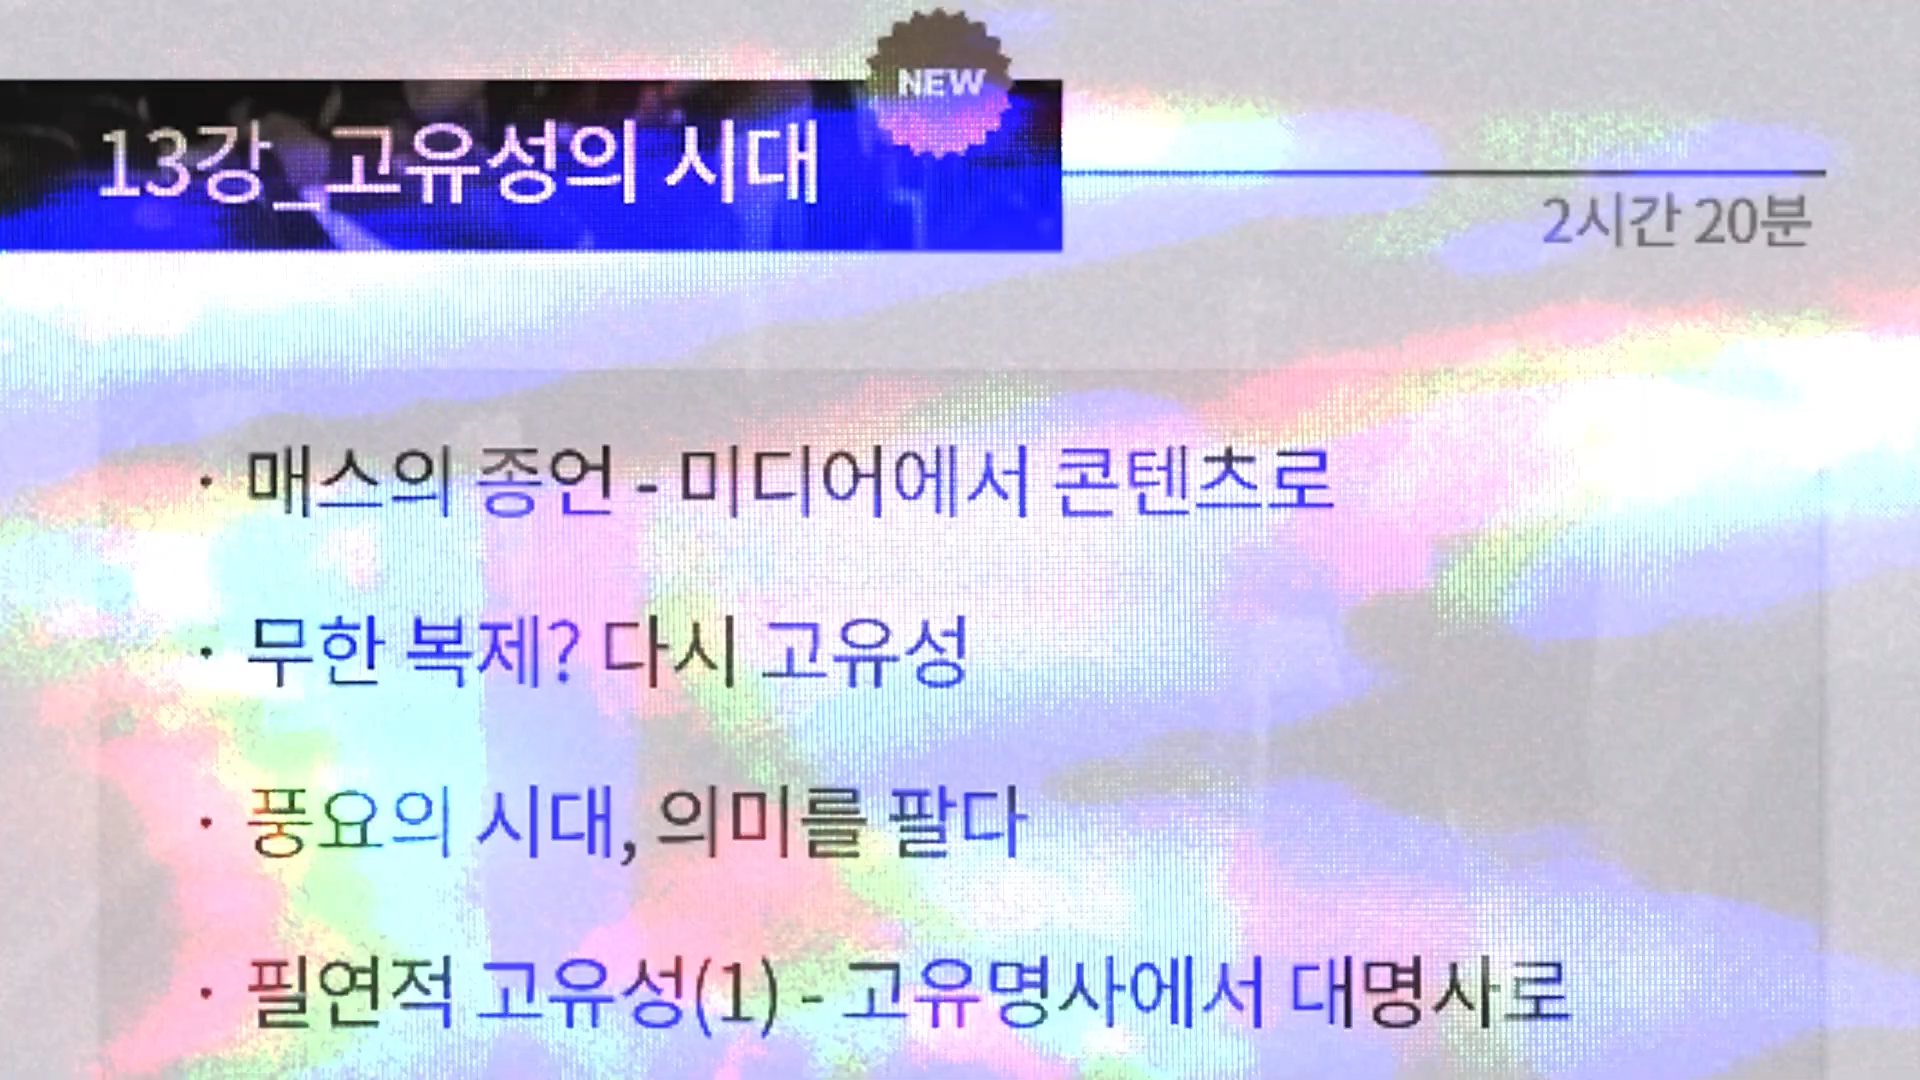 NEW
13강_고유성의 시대
2시간 20분
· 매스의 종언 - 미디어에서 콘텐츠로
· 무한 복제? 다시 고유성
· 풍요의 시대, 의미를 팔다
· 필연적 고유성(1) - 고유명사에서 대명사로